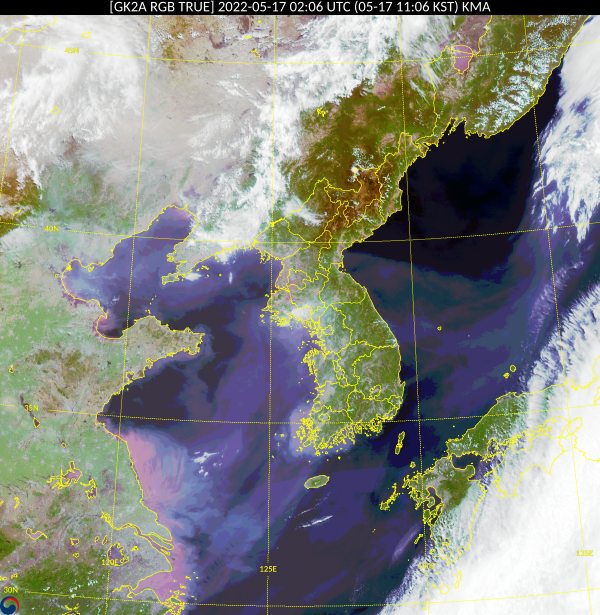 [GK2A RGB TRUE] 2022-05-17 02:06 UTC (05-17 11:06 KST) KMA
40N
35N
120E
125E
135E
30N